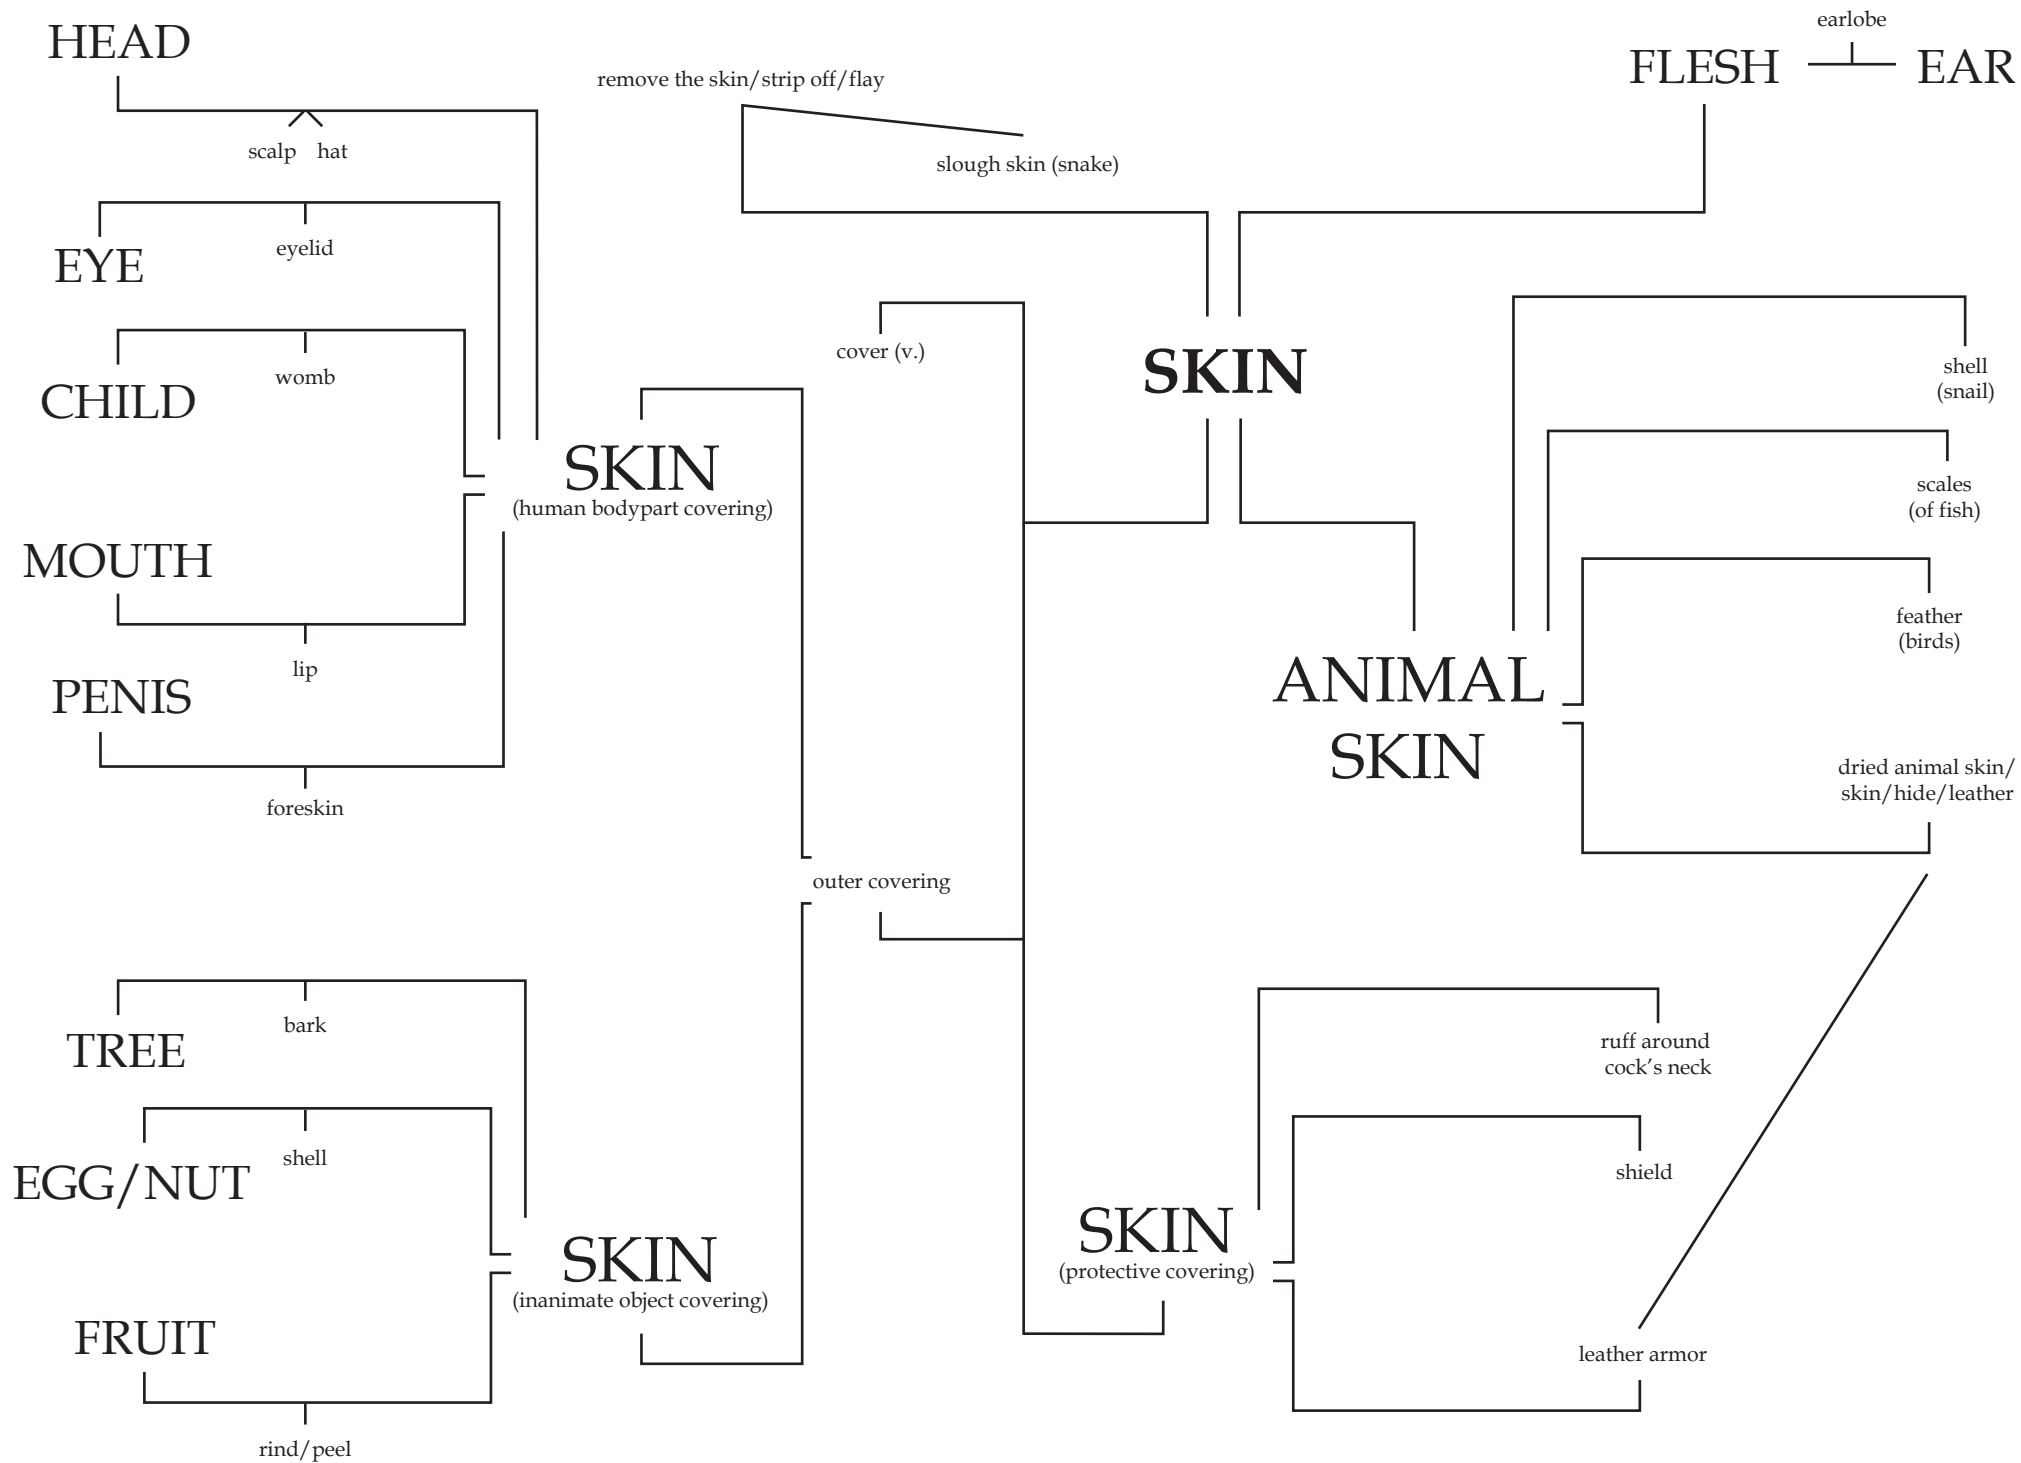 HEAD
scalp hat
EYE
eyelid
CHILD
womb
MOUTH
lip
PENIS
foreskin
SKIN
(human bodypart covering)
remove the skin/strip off/flay
slough skin (snake)
cover (v.)
outer covering
TREE
bark
EGG/NUT
shell
FRUIT
rind/peel
SKIN
(inanimate object covering)
FLESH
earlobe
EAR
SKIN
ANIMAL
SKIN
shell
(snail)
scales
(of fish)
feather
(birds)
dried animal skin/
skin/hide/leather
SKIN
(protective covering)
ruff around
cock's neck
shield
leather armor